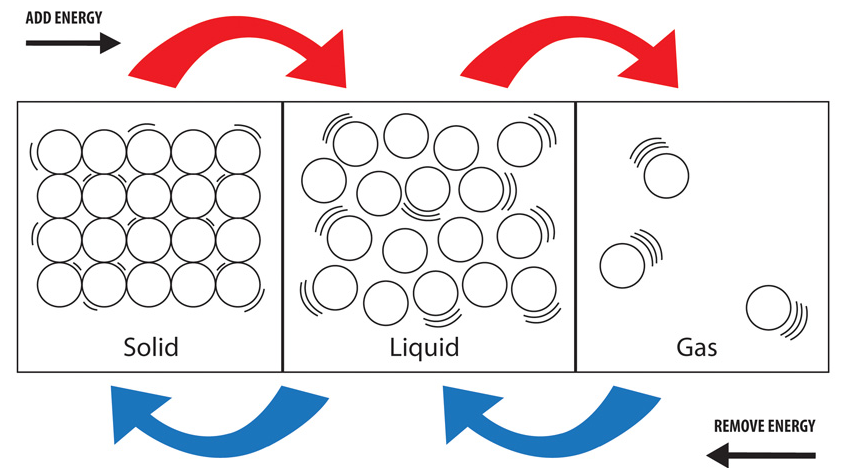 ADD ENERGY
Solid
Liquid
Gas
REMOVE ENERGY